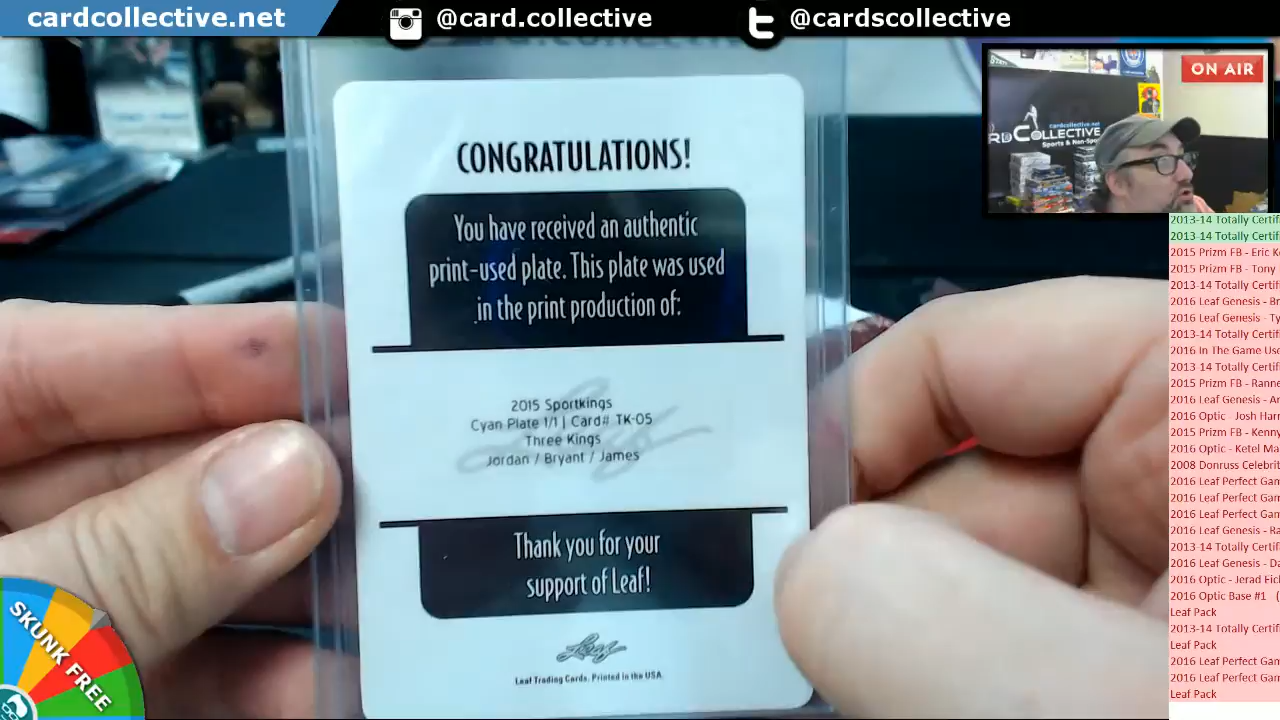 cardcollective.net
@card.collective
@cardscollective
ON AIR
cardcollective.net
COLLECTIVE
CONGRATULATIONS!
You have received an authentic
print-used plate. This plate was used
in the print production of:
2015 Sportkings
Cyan Plate 1/1 | Card# TK-05
Three Kings
Jordan / Bryant / James
Thank you for your
support of Leaf!
Leaf
Leaf Trading Cards. Printed in the USA.
SKUNK FREE
2013-14 Totally Certif
2013-14 Totally Certif
2015 Prizm FB - Eric
2015 Prizm FB - Tony
2013-14 Totally Certif
2016 Leaf Genesis - B
2016 Leaf Genesis - Ty
2013-14 Totally Certif
2016 In The Game Us
2013-14 Totally Certif
2015 Prizm FB - Ranne
2016 Leaf Genesis - A
2016 Optic - Josh Har
2015 Prizm FB - Kenny
2016 Optic - Ketel Ma
2008 Donruss Celebrit
2016 Leaf Perfect Gam
2016 Leaf Perfect Gam
2016 Leaf Perfect Gam
2016 Leaf Genesis - Ra
2013-14 Totally Certif
2016 Leaf Genesis - Da
2016 Optic - Jerad Eic
2016 Optic Base #1 (
Leaf Pack
2013-14 Totally Certif
Leaf Pack
2016 Leaf Perfect Gam
2016 Leaf Perfect Gam
Leaf Pack